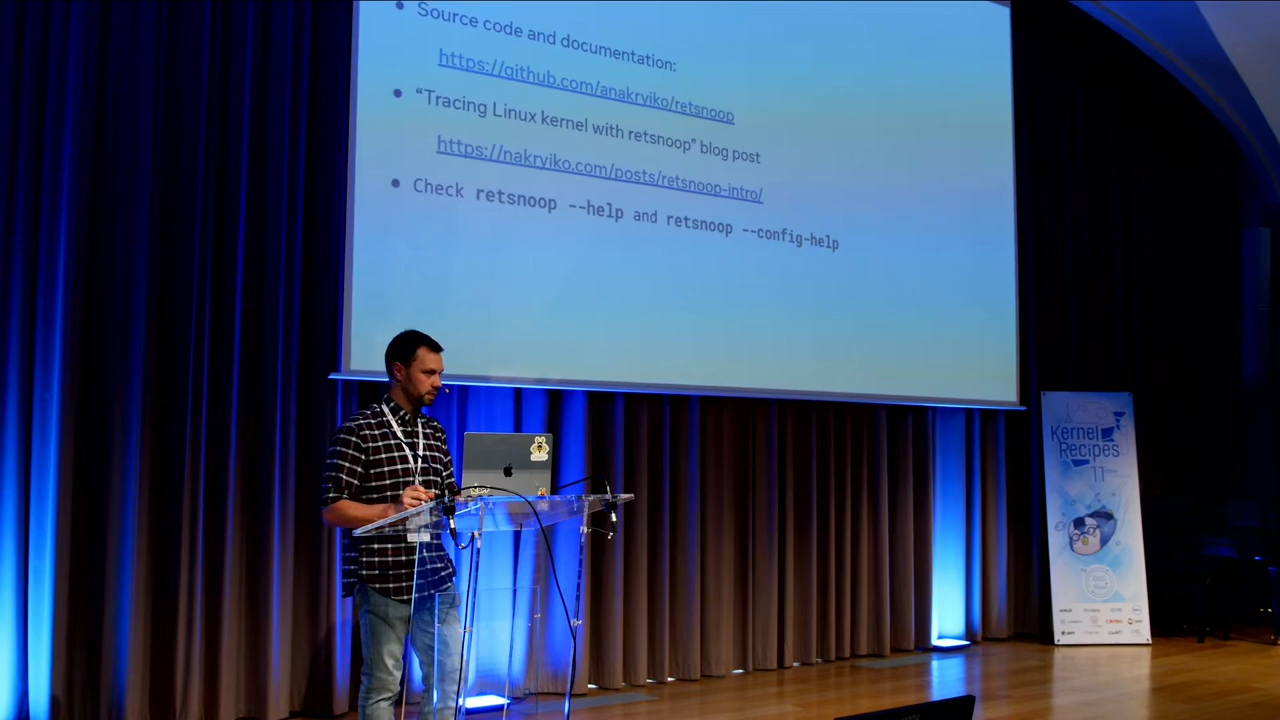 Source code and documentation:
https://github.com/anakryiko/retsnoop
“Tracing Linux kernel with retsnoop” blog post
https://nakryiko.com/posts/retsnoop-intro/
Check retsnoop --help and retsnoop --config-help
Kernel
Recipes
11